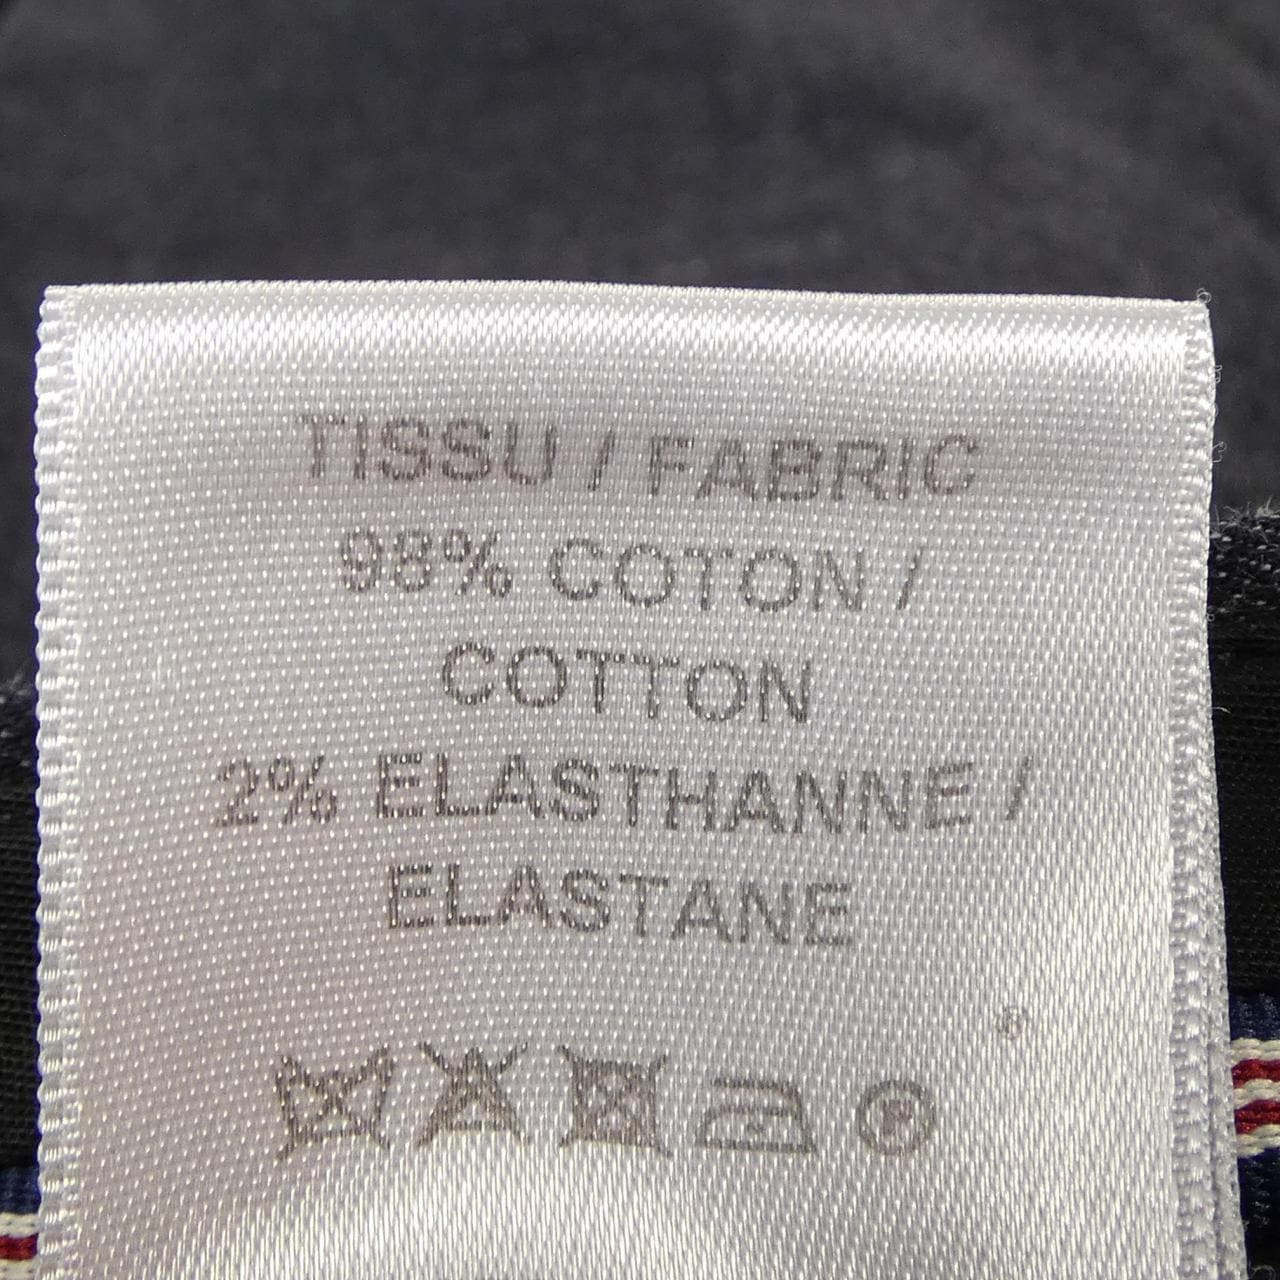 TISSU / FABRIC
98% COTON /
COTTON
2% ELASTHANNE /
ELASTANE
®
P